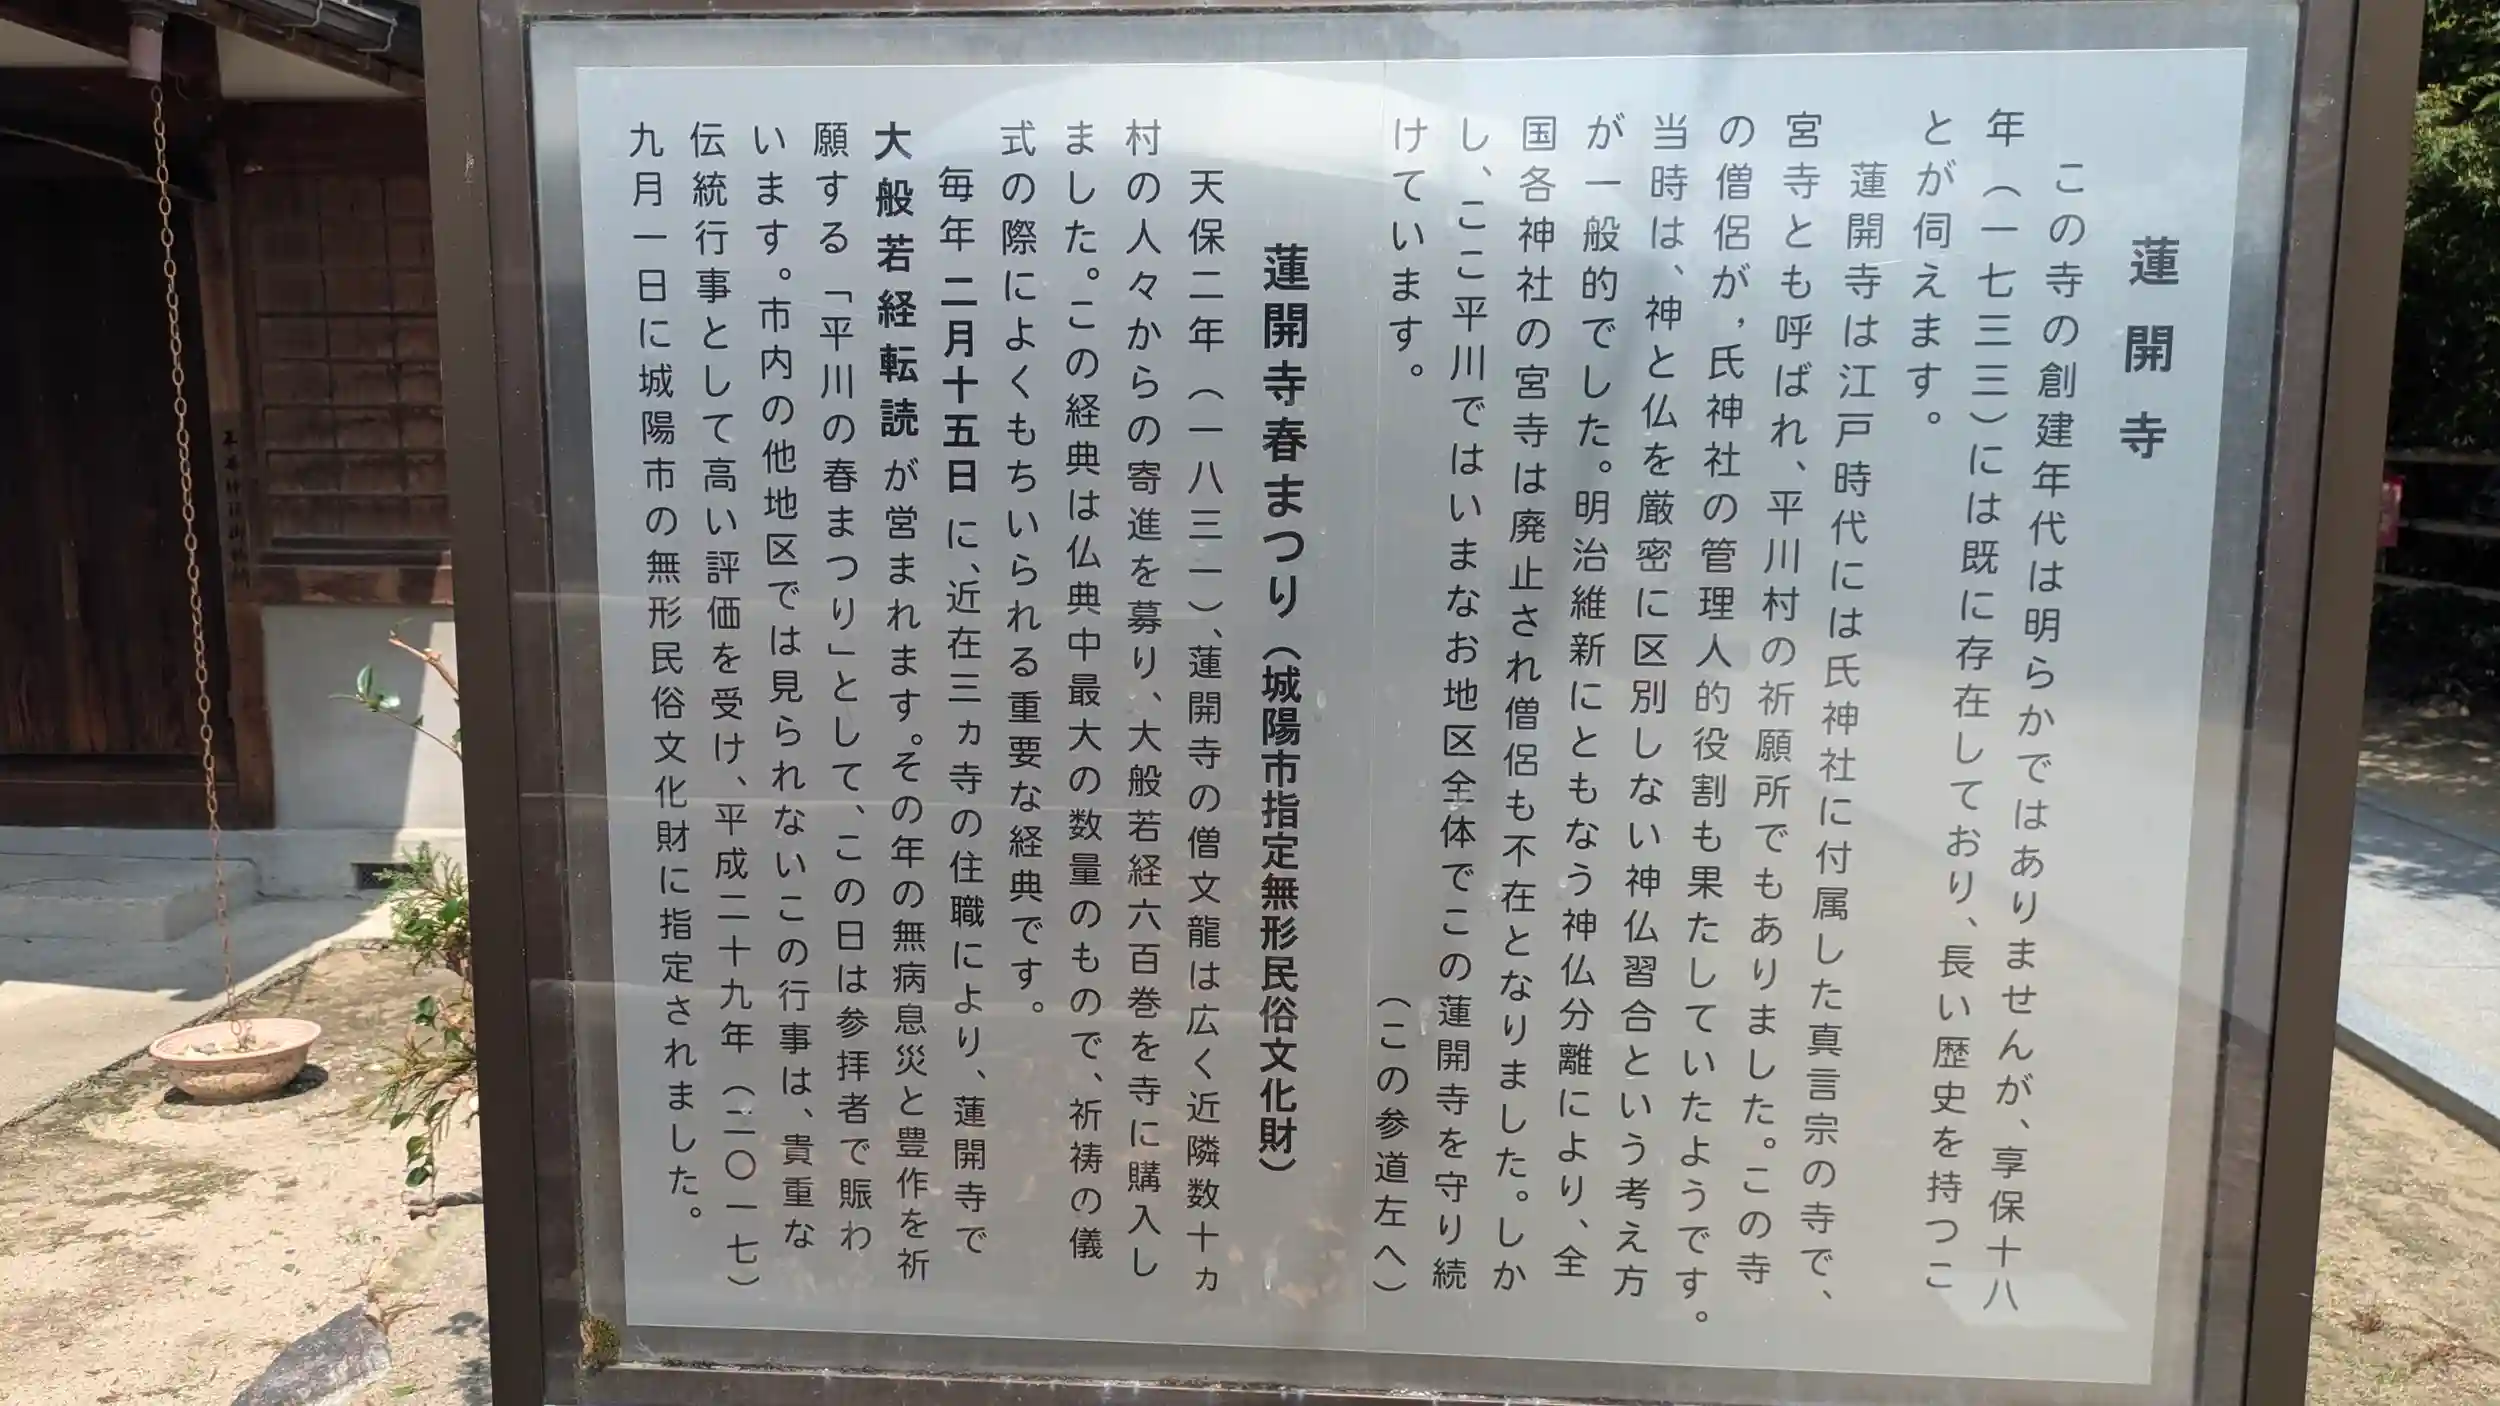 蓮開寺
この寺の創建年代は明らかではありませんが、享保十八
年（一七三三）には既に存在しており、長い歴史を持つこ
とが伺えます。
蓮開寺は江戸時代には氏神社に付属した真言宗の寺で、
宮寺とも呼ばれ、平川村の祈願所でもありました。この寺
の僧侶が，氏神社の管理人的役割も果たしていたようです。
当時は、神と仏を厳密に区別しない神仏習合という考え方
が一般的でした。明治維新にともなう神仏分離により、全
国各神社の宮寺は廃止され僧侶も不在となりました。しか
し、ここ平川ではいまなお地区全体でこの蓮開寺を守り続
けています。
（この参道左へ）
蓮開寺春まつり（城陽市指定無形民俗文化財）
天保二年（一八三一）、蓮開寺の僧文龍は広く近隣数十ヵ
村の人々からの寄進を募り、大般若経六百巻を寺に購入し
ました。この経典は仏典中最大の数量のもので、祈祷の儀
式の際によくもちいられる重要な経典です。
毎年二月十五日に、近在三ヵ寺の住職により、蓮開寺で
大般若経転読が営まれます。その年の無病息災と豊作を祈
願する「平川の春まつり」として、この日は参拝者で賑わ
います。市内の他地区では見られないこの行事は、貴重な
伝統行事として高い評価を受け、平成二十九年（二〇一七）
九月一日に城陽市の無形民俗文化財に指定されました。